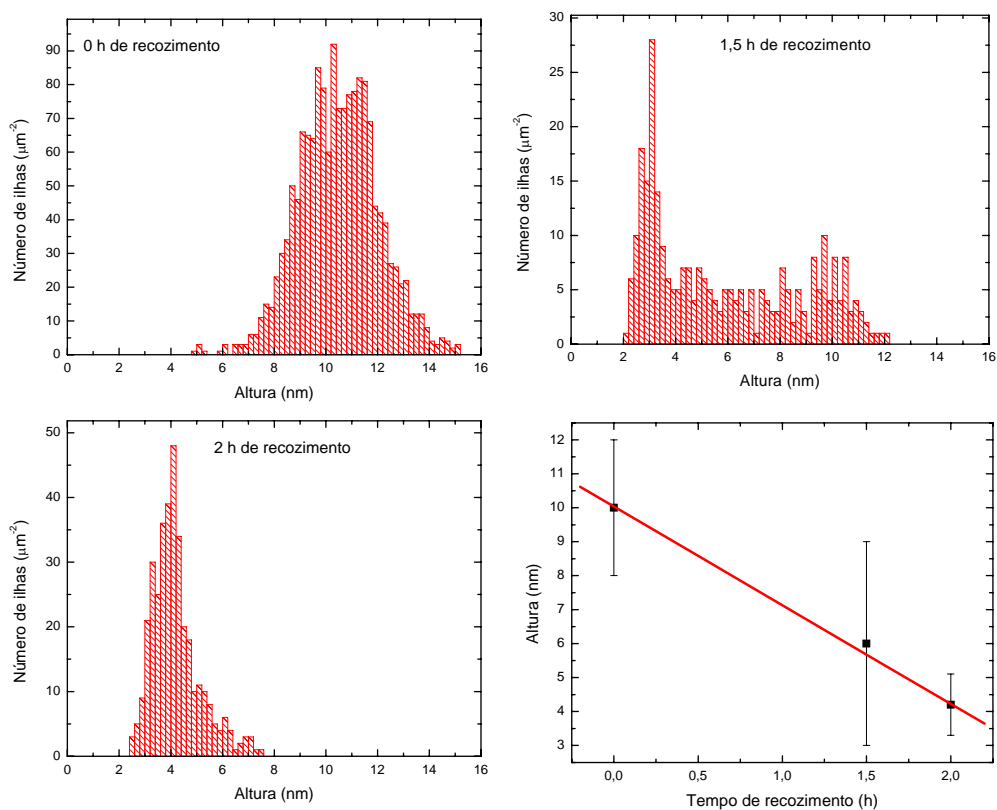 0 h de recozimento
Número de ilhas (μm⁻²)
90
80
70
60
50
40
30
20
10
0
0 2 4 6 8 10 12 14 16
Altura (nm)
1,5 h de recozimento
Número de ilhas (μm⁻²)
30
25
20
15
10
5
0
0 2 4 6 8 10 12 14 16
Altura (nm)
2 h de recozimento
Número de ilhas (μm⁻²)
50
40
30
20
10
0
0 2 4 6 8 10 12 14 16
Altura (nm)
Altura (nm)
12
11
10
9
8
7
6
5
4
3
0,0 0,5 1,0 1,5 2,0
Tempo de recozimento (h)